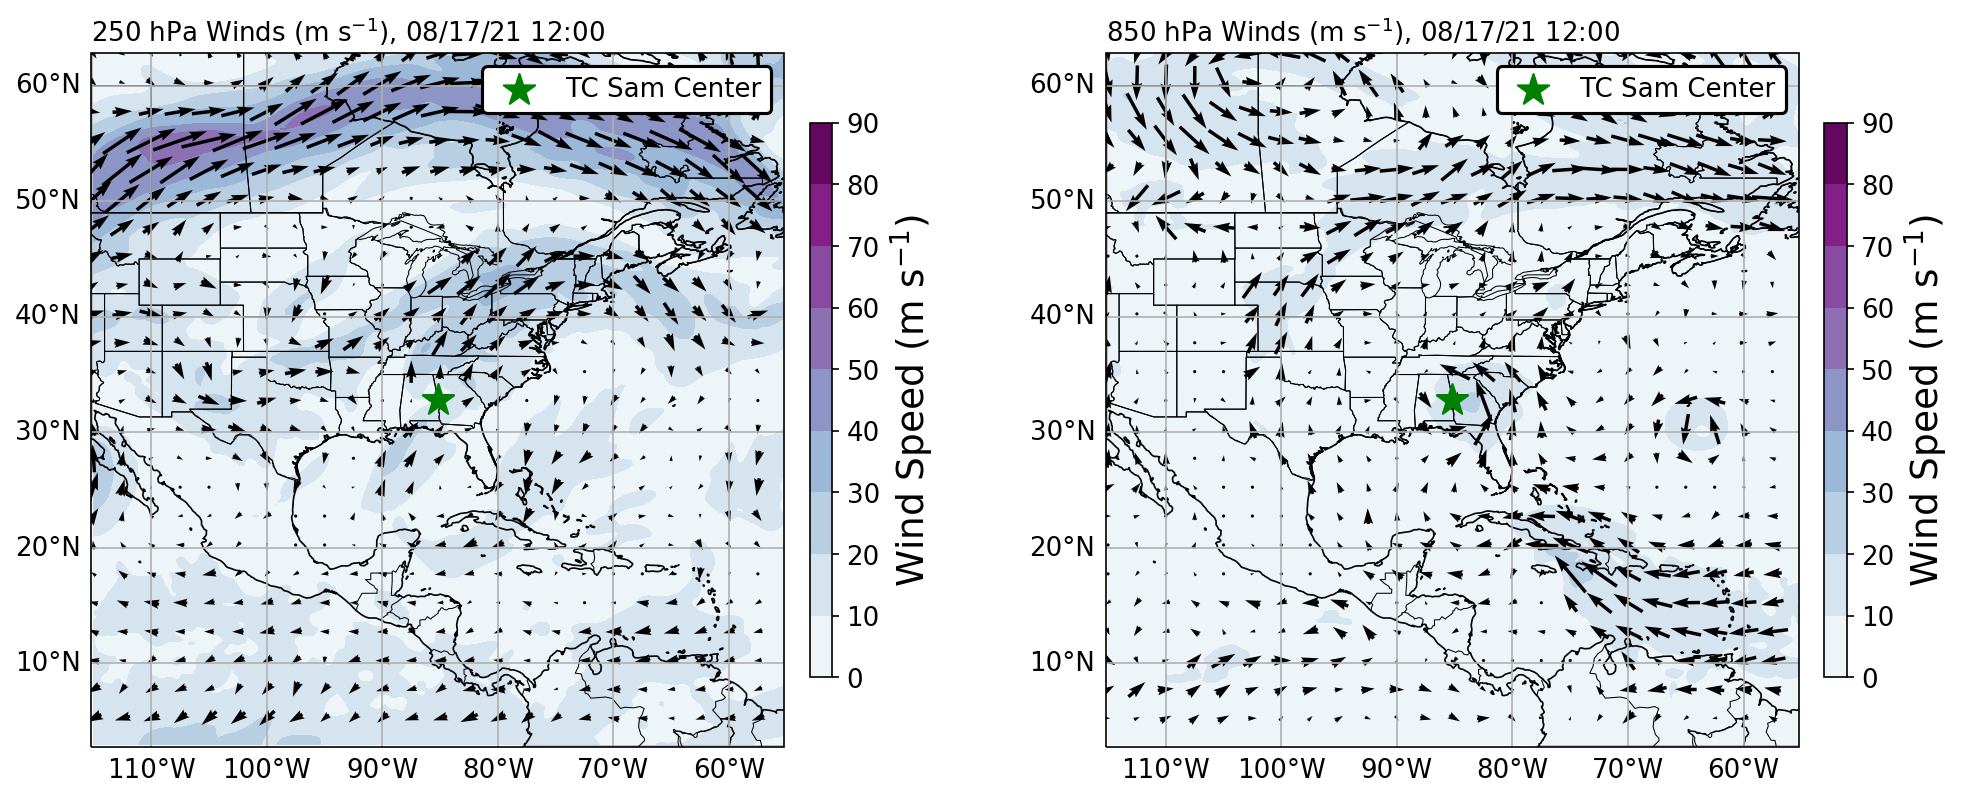 250 hPa Winds (m s⁻¹), 08/17/21 12:00
TC Sam Center
60°N
50°N
40°N
30°N
20°N
10°N
110°W 100°W 90°W 80°W 70°W 60°W
90
80
70
60
50
40
30
20
10
0
Wind Speed (m s⁻¹)
850 hPa Winds (m s⁻¹), 08/17/21 12:00
TC Sam Center
60°N
50°N
40°N
30°N
20°N
10°N
110°W 100°W 90°W 80°W 70°W 60°W
90
80
70
60
50
40
30
20
10
0
Wind Speed (m s⁻¹)